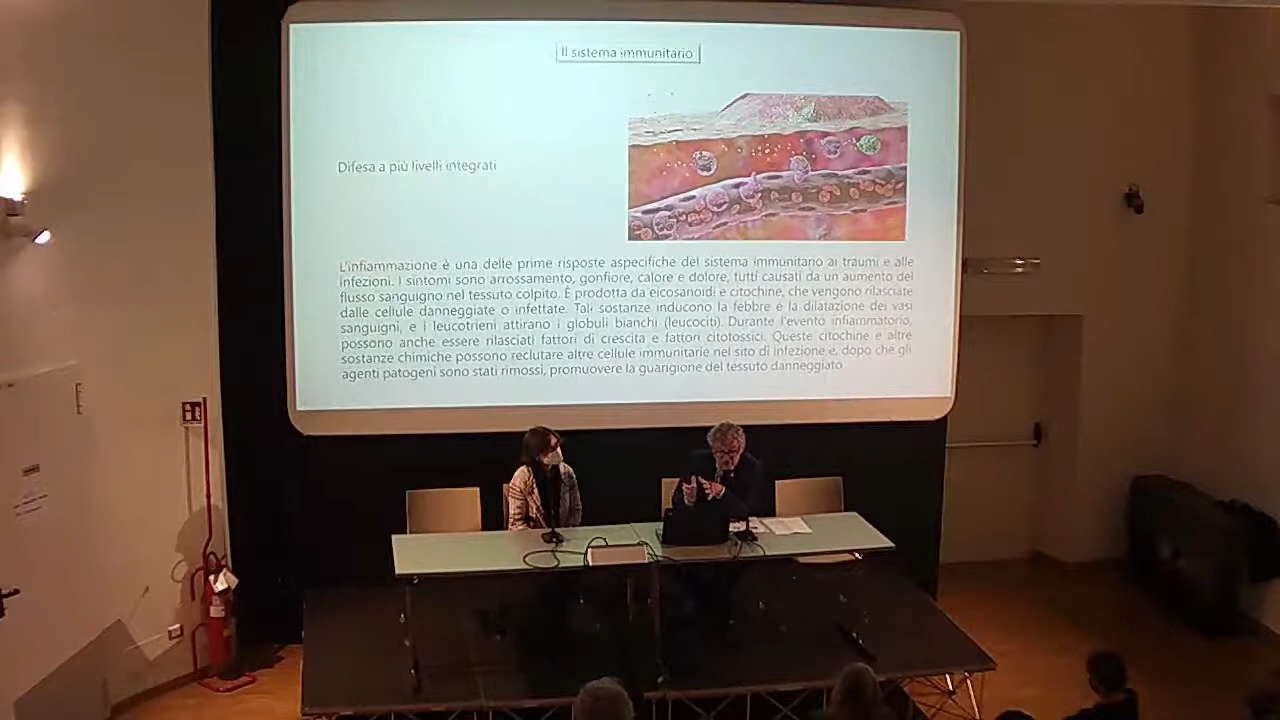 Il sistema immunitario
Difesa a più livelli integrati
L'infiammazione è una delle prime risposte aspecifiche del sistema immunitario ai traumi e alle
infezioni. I sintomi sono arrossamento, gonfiore, calore e dolore, tutti causati da un aumento del
flusso sanguigno nel tessuto colpito. È prodotta da eicosanoidi e citochine, che vengono rilasciate
dalle cellule danneggiate o infettate. Tali sostanze inducono la febbre e la dilatazione dei vasi
sanguigni, e i leucotrieni attirano i globuli bianchi (leucociti). Durante l'evento infiammatorio,
possono anche essere rilasciati fattori di crescita e fattori citotossici. Queste citochine e altre
sostanze chimiche possono reclutare altre cellule immunitarie nel sito di infezione e, dopo che gli
agenti patogeni sono stati rimossi, promuovere la guarigione del tessuto danneggiato